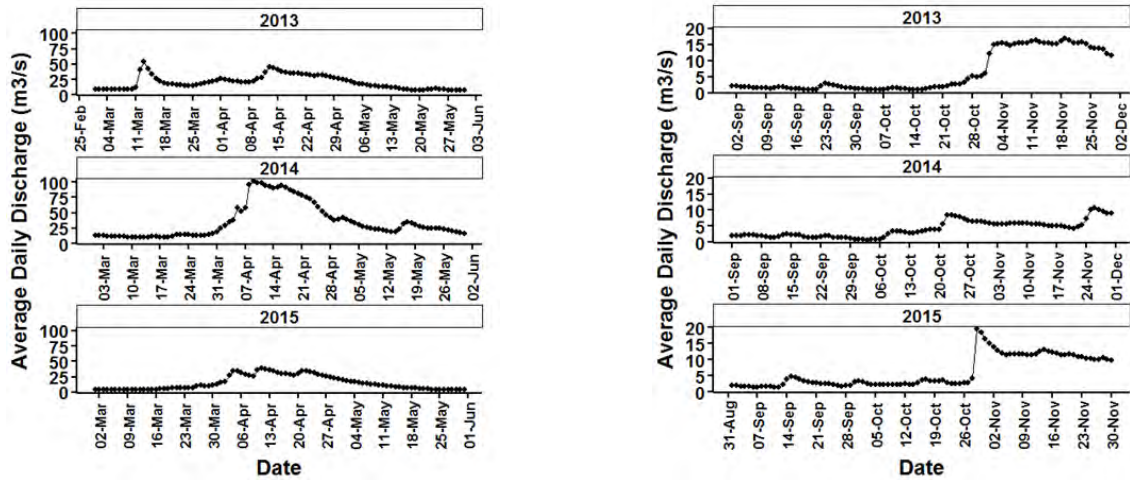 2013
Average Daily Discharge (m3/s)
100
75
50
25
0
25-Feb
04-Mar
11-Mar
18-Mar
25-Mar
01-Apr
08-Apr
15-Apr
22-Apr
29-Apr
06-May
13-May
20-May
27-May
03-Jun
2014
100
75
50
25
0
03-Mar
10-Mar
17-Mar
24-Mar
31-Mar
07-Apr
14-Apr
21-Apr
28-Apr
05-May
12-May
19-May
26-May
02-Jun
2015
100
75
50
25
0
02-Mar
09-Mar
16-Mar
23-Mar
30-Mar
06-Apr
13-Apr
20-Apr
27-Apr
04-May
11-May
18-May
25-May
01-Jun
Date
2013
Average Daily Discharge (m3/s)
20
15
10
5
0
02-Sep
09-Sep
16-Sep
23-Sep
30-Sep
07-Oct
14-Oct
21-Oct
28-Oct
04-Nov
11-Nov
18-Nov
25-Nov
02-Dec
2014
20
15
10
5
0
01-Sep
08-Sep
15-Sep
22-Sep
29-Sep
06-Oct
13-Oct
20-Oct
27-Oct
03-Nov
10-Nov
17-Nov
24-Nov
01-Dec
2015
20
15
10
5
0
31-Aug
07-Sep
14-Sep
21-Sep
28-Sep
05-Oct
12-Oct
19-Oct
26-Oct
02-Nov
09-Nov
16-Nov
23-Nov
30-Nov
Date